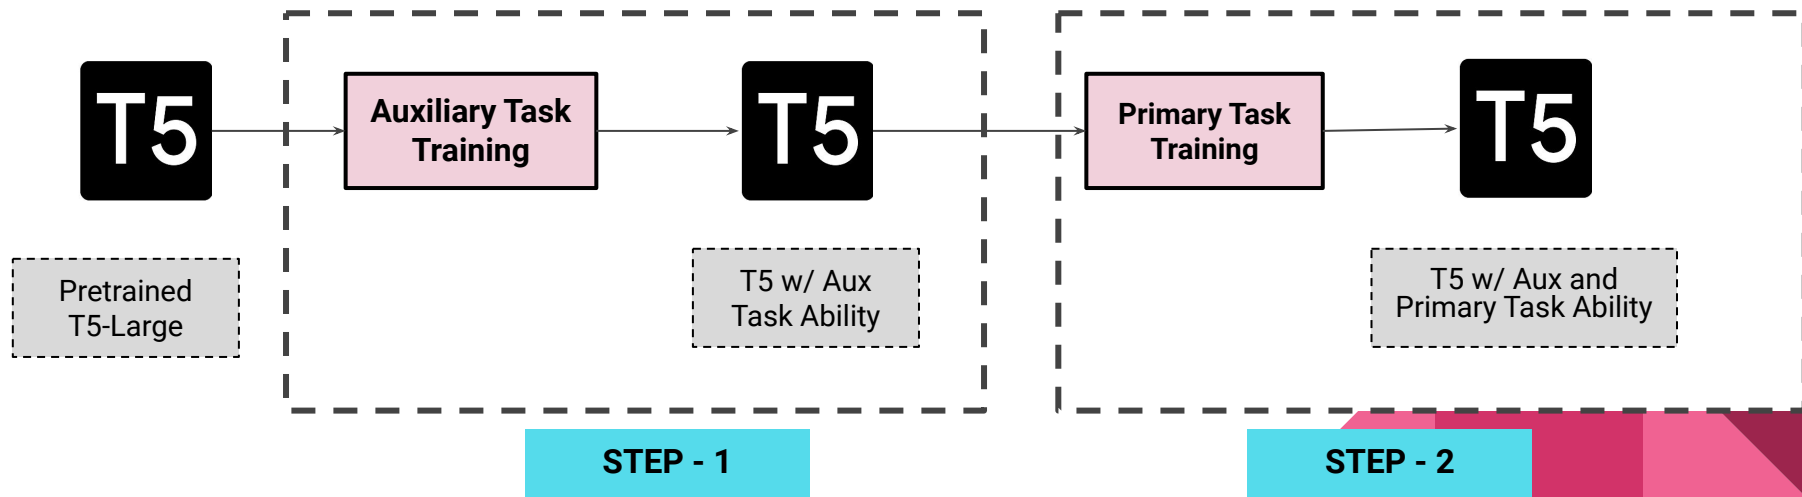 T5
Auxiliary Task
Training
T5
Primary Task
Training
T5
Pretrained
T5-Large
T5 w/ Aux
Task Ability
T5 w/ Aux and
Primary Task Ability
STEP - 1
STEP - 2